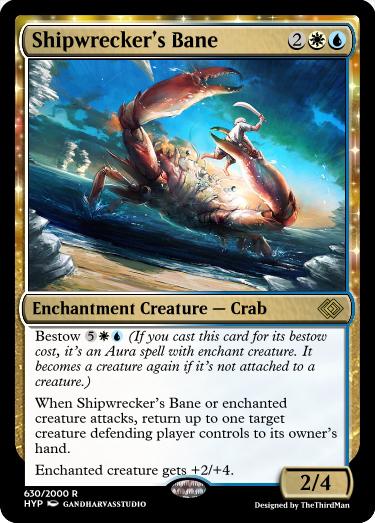 Shipwrecker's Bane 2
Enchantment Creature — Crab
Bestow 5 (If you cast this card for its bestow
cost, it's an Aura spell with enchant creature. It
becomes a creature again if it's not attached to a
creature.)
When Shipwrecker's Bane or enchanted
creature attacks, return up to one target
creature defending player controls to its owner's
hand.
Enchanted creature gets +2/+4.
2/4
630/2000 R
HYP GANDHARVASSTUDIO
Designed by TheThirdMan